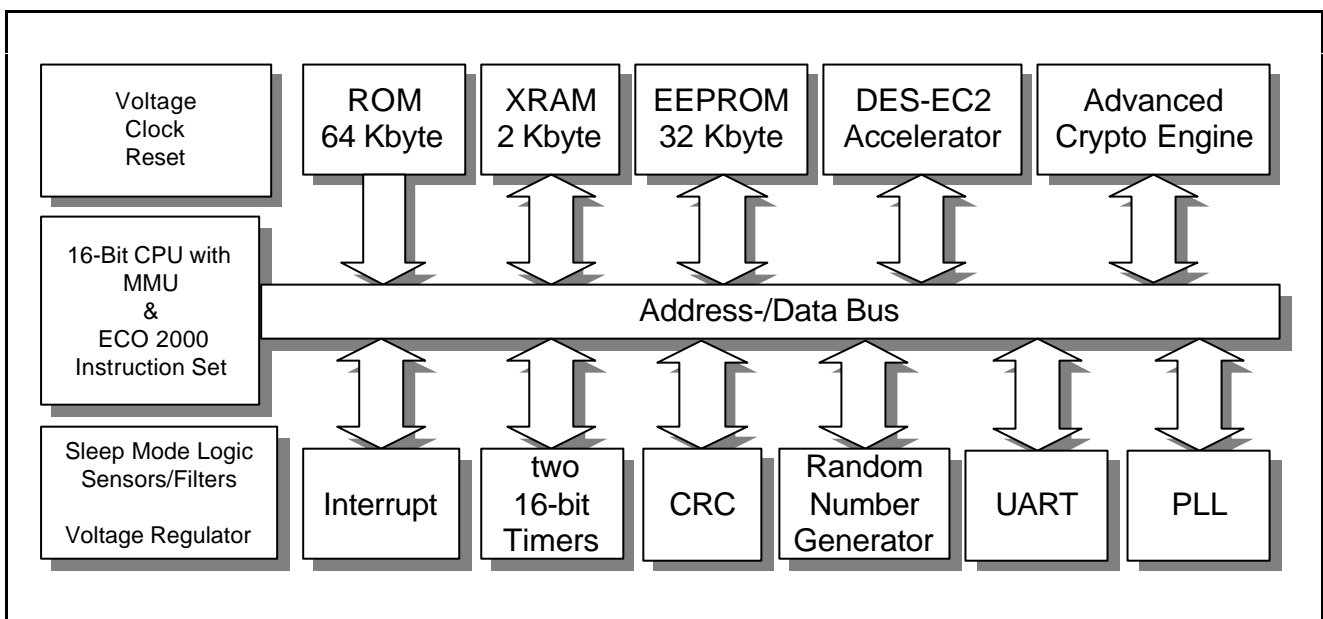 Voltage
Clock
Reset
ROM
64 Kbyte
XRAM
2 Kbyte
EEPROM
32 Kbyte
DES-EC2
Accelerator
Advanced
Crypto Engine
16-Bit CPU with
MMU
&
ECO 2000
Instruction Set
Address-/Data Bus
Sleep Mode Logic
Sensors/Filters
Voltage Regulator
Interrupt
two
16-bit
Timers
CRC
Random
Number
Generator
UART
PLL